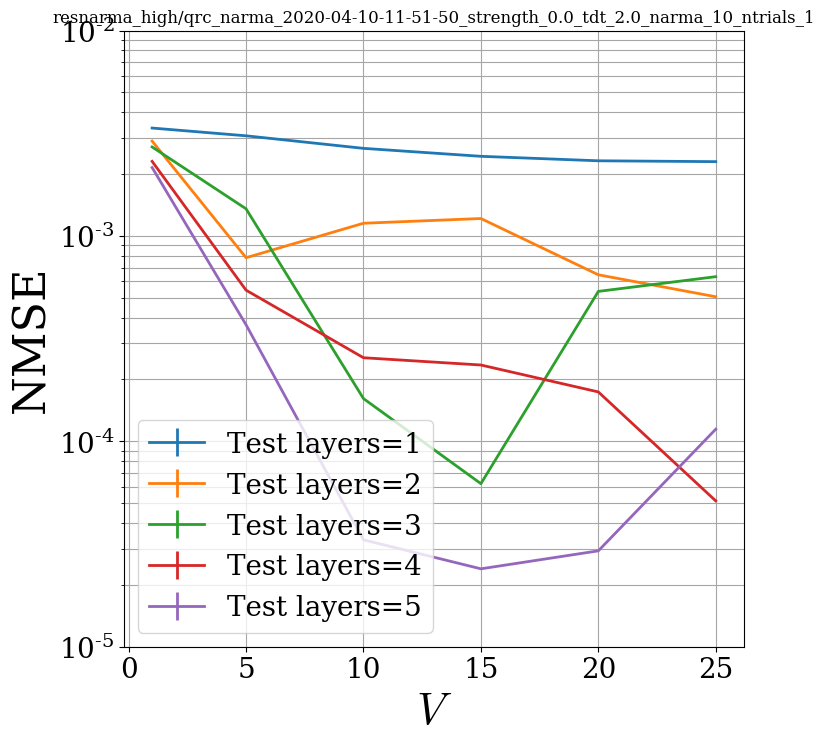 resnarma_high/qrc_narma_2020-04-10-11-51-50_strength_0.0_tdt_2.0_narma_10_ntrials_1
10^-2
10^-3
10^-4
10^-5
NMSE
Test layers=1
Test layers=2
Test layers=3
Test layers=4
Test layers=5
0 5 10 15 20 25
V